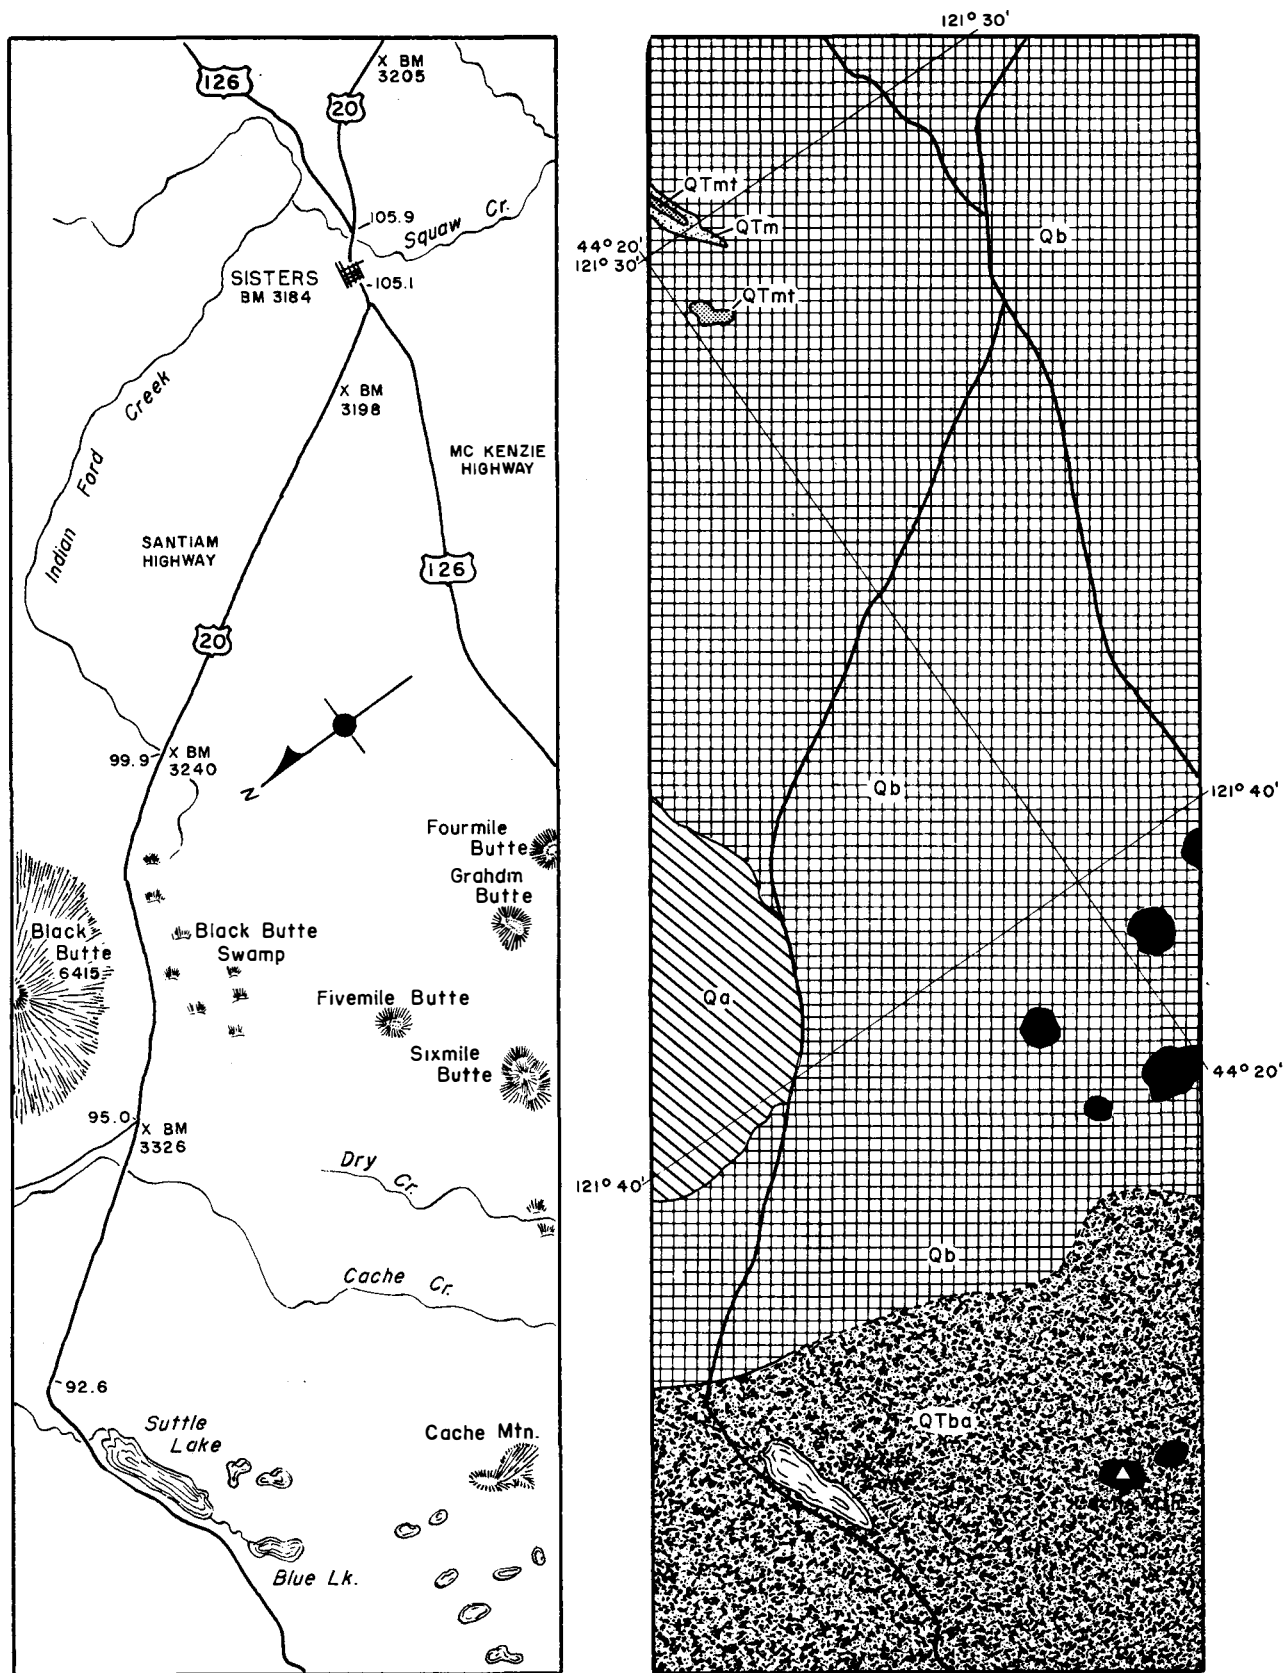 126
X BM
3205
20
105.9
Squaw Cr.
SISTERS
BM 3184
105.1
X BM
3198
Indian Ford Creek
MC KENZIE
HIGHWAY
SANTIAM
HIGHWAY
126
20
N
99.9
X BM
3240
Fourmile
Butte
Graham
Butte
Black
Butte
6415
Black Butte
Swamp
Fivemile Butte
Sixmile
Butte
95.0
X BM
3326
Dry Cr.
Cache Cr.
92.6
Suttle
Lake
Cache Mtn.
Blue Lk.
121° 30'
QTmt
QTm
Qb
44° 20'
121° 30'
QTmt
Qb
121° 40'
Qa
44° 20'
121° 40'
Qb
QTba